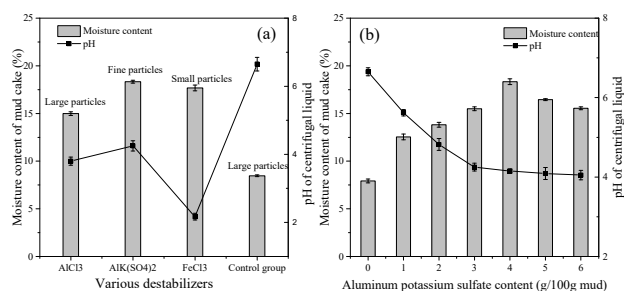 (a)
Moisture content
pH
Large particles
Fine particles
Small particles
Large particles
25
20
15
10
5
0
Moisture content of mud cake (%)
8
6
4
2
pH of centrifugal liquid
AlCl3
AlK(SO4)2
FeCl3
Control group
Various destabilizers
(b)
Moisture content
pH
25
20
15
10
5
0
Moisture content of mud cake (%)
8
6
4
2
pH of centrifugal liquid
0 1 2 3 4 5 6
Aluminum potassium sulfate content (g/100g mud)